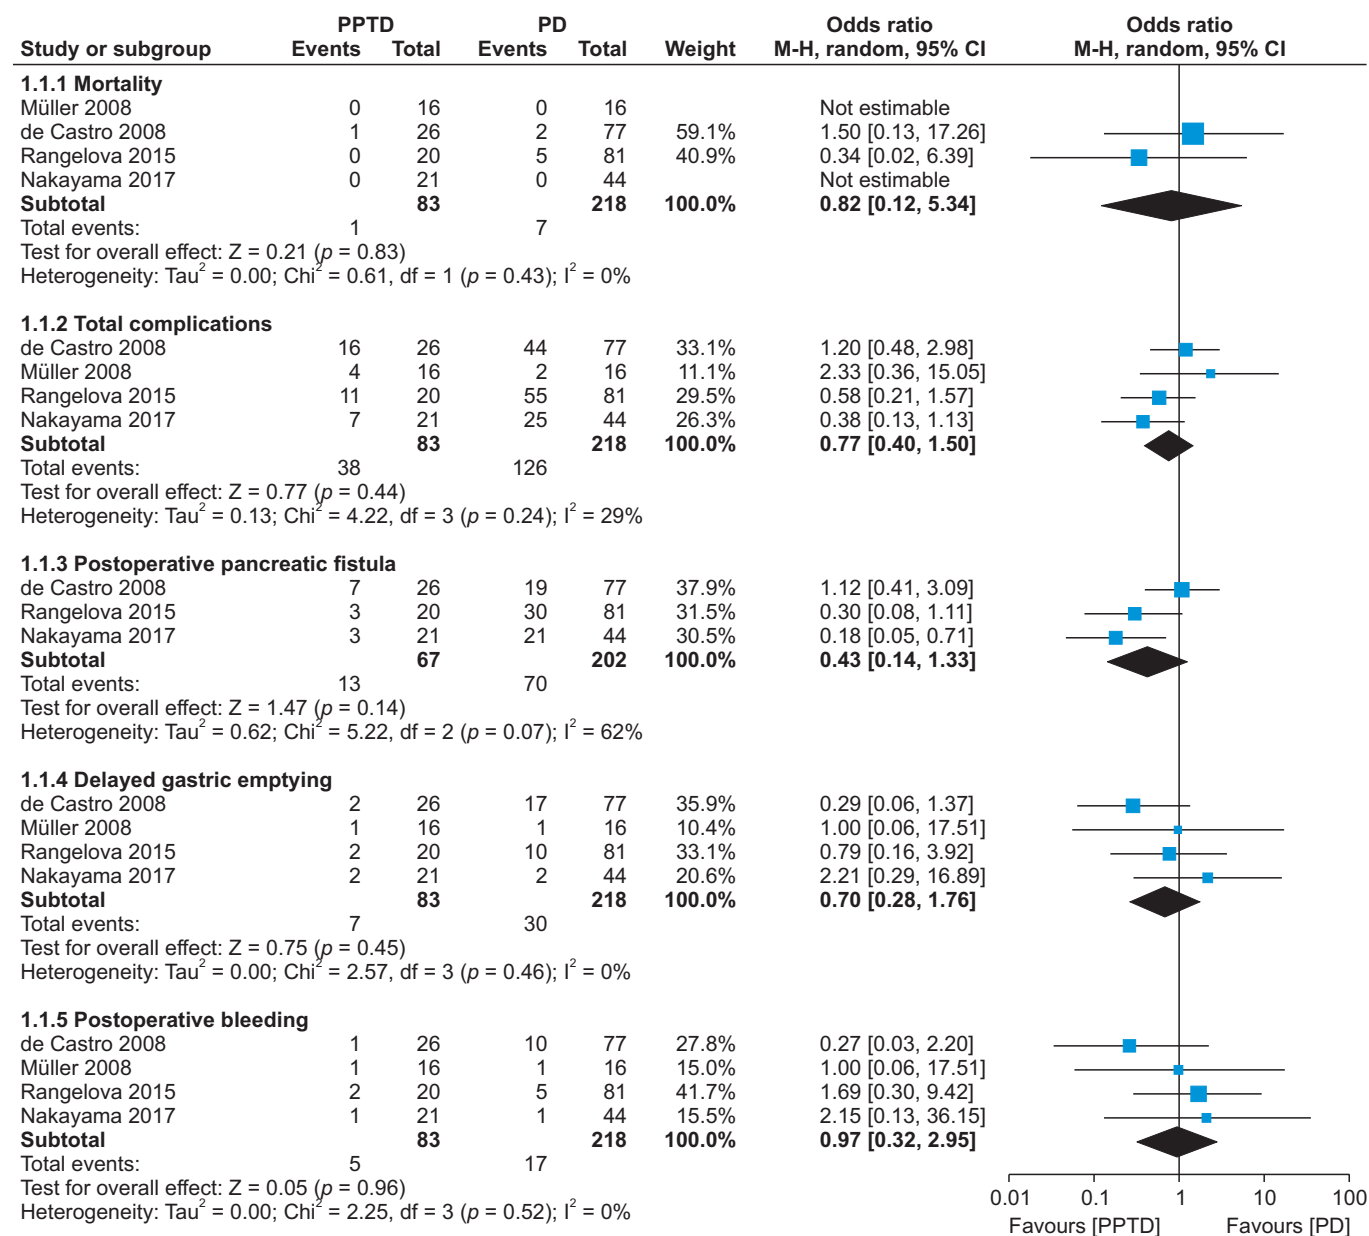 PPTD PD Odds ratio Odds ratio
Study or subgroup Events Total Events Total Weight M-H, random, 95% CI M-H, random, 95% CI
1.1.1 Mortality
Müller 2008 0 16 0 16 Not estimable
de Castro 2008 1 26 2 77 59.1% 1.50 [0.13, 17.26]
Rangelova 2015 0 20 5 81 40.9% 0.34 [0.02, 6.39]
Nakayama 2017 0 21 0 44 Not estimable
Subtotal 83 218 100.0% 0.82 [0.12, 5.34]
Total events: 1 7
Test for overall effect: Z = 0.21 (p = 0.83)
Heterogeneity: Tau² = 0.00; Chi² = 0.61, df = 1 (p = 0.43); I² = 0%
1.1.2 Total complications
de Castro 2008 16 26 44 77 33.1% 1.20 [0.48, 2.98]
Müller 2008 4 16 2 16 11.1% 2.33 [0.36, 15.05]
Rangelova 2015 11 20 55 81 29.5% 0.58 [0.21, 1.57]
Nakayama 2017 7 21 25 44 26.3% 0.38 [0.13, 1.13]
Subtotal 83 218 100.0% 0.77 [0.40, 1.50]
Total events: 38 126
Test for overall effect: Z = 0.77 (p = 0.44)
Heterogeneity: Tau² = 0.13; Chi² = 4.22, df = 3 (p = 0.24); I² = 29%
1.1.3 Postoperative pancreatic fistula
de Castro 2008 7 26 19 77 37.9% 1.12 [0.41, 3.09]
Rangelova 2015 3 20 30 81 31.5% 0.30 [0.08, 1.11]
Nakayama 2017 3 21 21 44 30.5% 0.18 [0.05, 0.71]
Subtotal 67 202 100.0% 0.43 [0.14, 1.33]
Total events: 13 70
Test for overall effect: Z = 1.47 (p = 0.14)
Heterogeneity: Tau² = 0.62; Chi² = 5.22, df = 2 (p = 0.07); I² = 62%
1.1.4 Delayed gastric emptying
de Castro 2008 2 26 17 77 35.9% 0.29 [0.06, 1.37]
Müller 2008 1 16 1 16 10.4% 1.00 [0.06, 17.51]
Rangelova 2015 2 20 10 81 33.1% 0.79 [0.16, 3.92]
Nakayama 2017 2 21 2 44 20.6% 2.21 [0.29, 16.89]
Subtotal 83 218 100.0% 0.70 [0.28, 1.76]
Total events: 7 30
Test for overall effect: Z = 0.75 (p = 0.45)
Heterogeneity: Tau² = 0.00; Chi² = 2.57, df = 3 (p = 0.46); I² = 0%
1.1.5 Postoperative bleeding
de Castro 2008 1 26 10 77 27.8% 0.27 [0.03, 2.20]
Müller 2008 1 16 1 16 15.0% 1.00 [0.06, 17.51]
Rangelova 2015 2 20 5 81 41.7% 1.69 [0.30, 9.42]
Nakayama 2017 1 21 1 44 15.5% 2.15 [0.13, 36.15]
Subtotal 83 218 100.0% 0.97 [0.32, 2.95]
Total events: 5 17
Test for overall effect: Z = 0.05 (p = 0.96)
Heterogeneity: Tau² = 0.00; Chi² = 2.25, df = 3 (p = 0.52); I² = 0%
0.01 0.1 1 10 100
Favours [PPTD] Favours [PD]